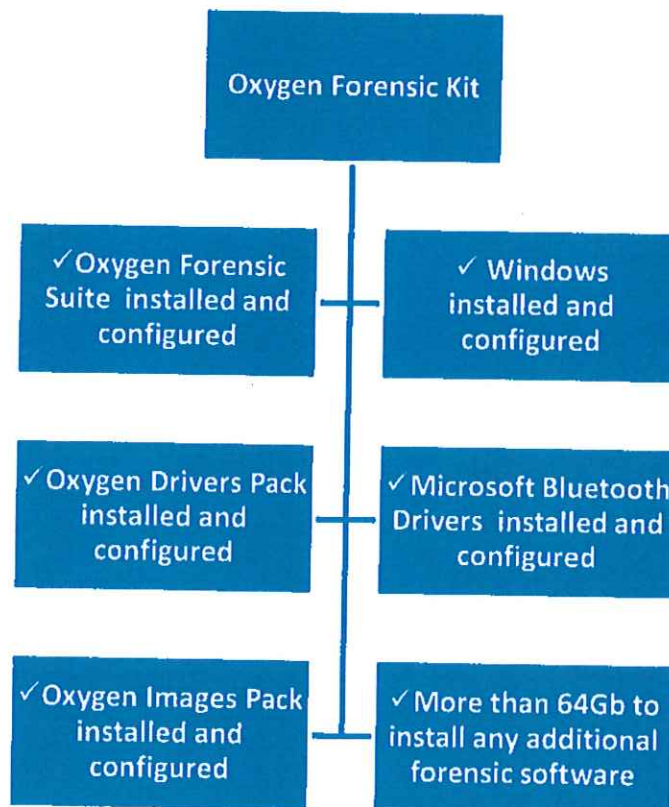 Oxygen Forensic Kit
✓ Oxygen Forensic
Suite installed and
configured
✓ Windows
installed and
configured
✓ Oxygen Drivers Pack
installed and
configured
✓ Microsoft Bluetooth
Drivers installed and
configured
✓ Oxygen Images Pack
installed and
configured
✓ More than 64Gb to
install any additional
forensic software